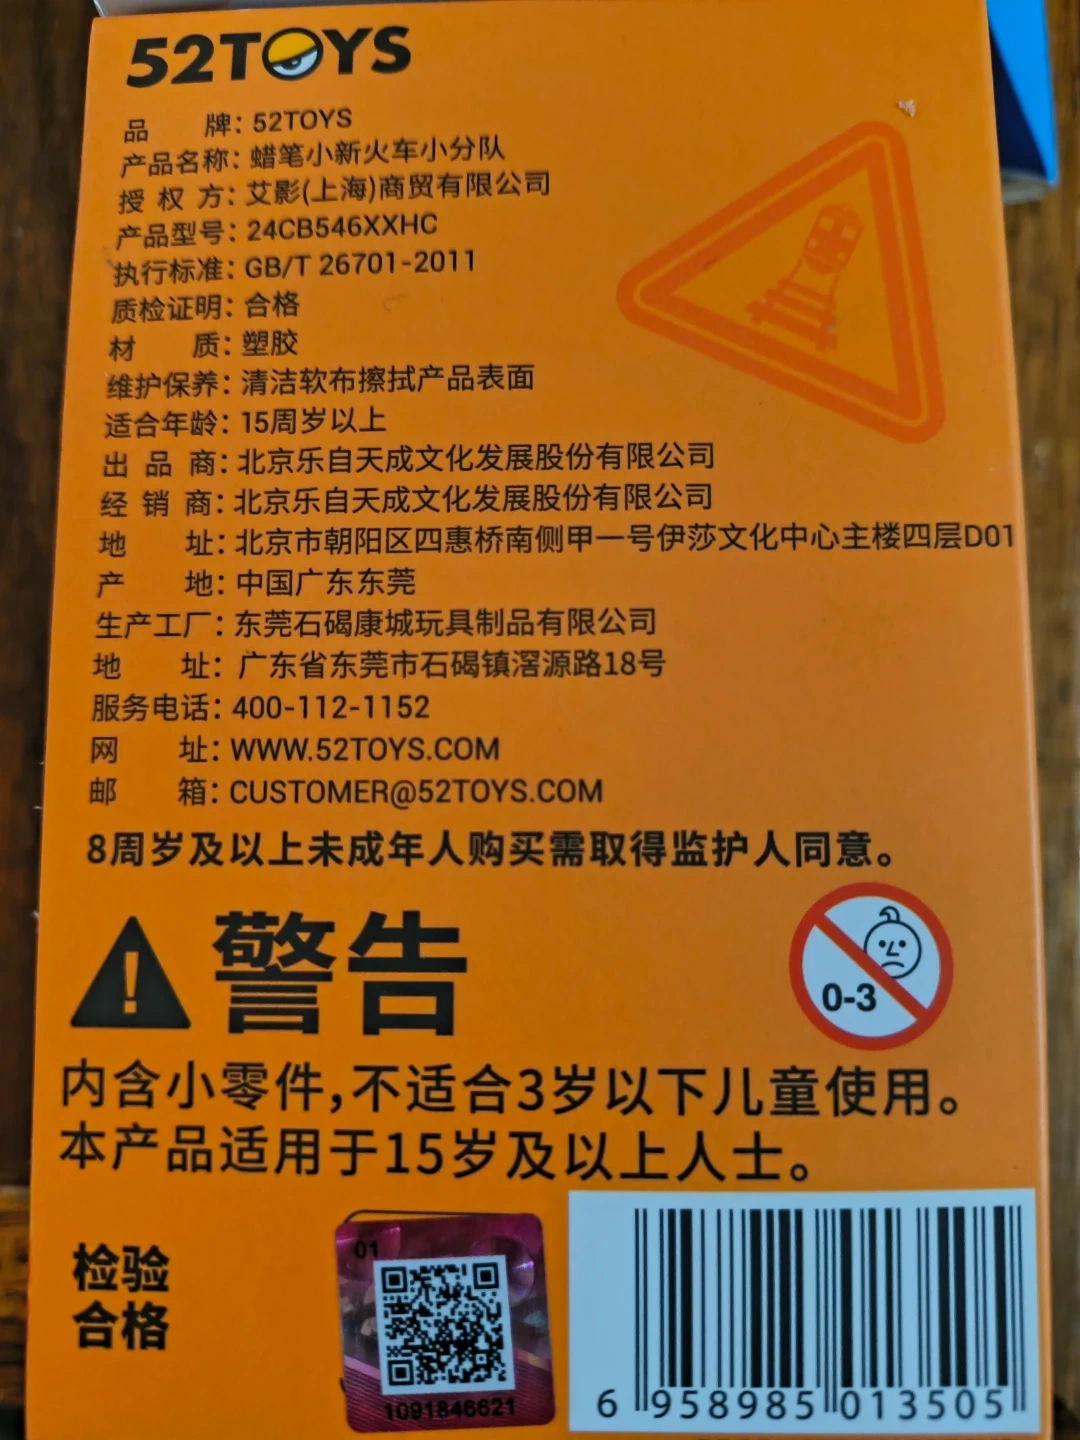 52TOYS
品 牌：52TOYS
产品名称：蜡笔小新火车小分队
授 权 方：艾影(上海)商贸有限公司
产品型号：24CB546XXHC
执行标准：GB/T 26701-2011
质检证明：合格
材 质：塑胶
维护保养：清洁软布擦拭产品表面
适合年龄：15周岁以上
出 品 商：北京乐自天成文化发展股份有限公司
经 销 商：北京乐自天成文化发展股份有限公司
地 址：北京市朝阳区四惠桥南侧甲一号伊莎文化中心主楼四层D01
产 地：中国广东东莞
生产工厂：东莞石碣康城玩具制品有限公司
地 址：广东省东莞市石碣镇滘源路18号
服务电话：400-112-1152
网 址：WWW.52TOYS.COM
邮 箱：CUSTOMER@52TOYS.COM
8周岁及以上未成年人购买需取得监护人同意。
警告
0-3
内含小零件,不适合3岁以下儿童使用。
本产品适用于15岁及以上人士。
检验
合格
01
1091846621
6 958985 013505